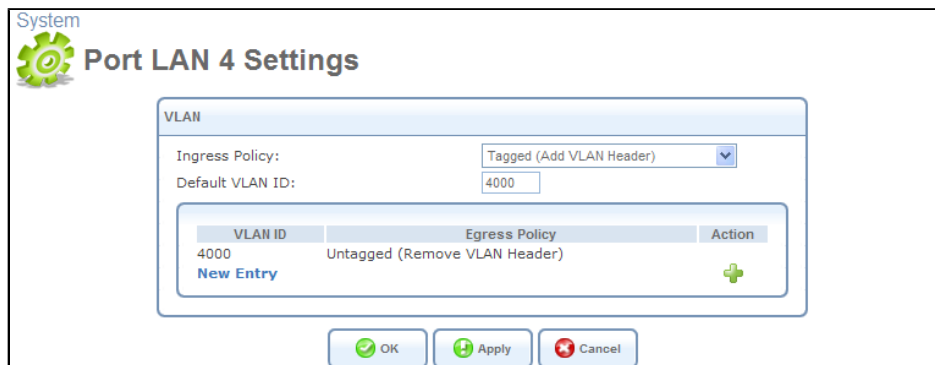 System
Port LAN 4 Settings
VLAN
Ingress Policy: Tagged (Add VLAN Header)
Default VLAN ID: 4000
VLAN ID Egress Policy Action
4000 Untagged (Remove VLAN Header)
New Entry
OK Apply Cancel